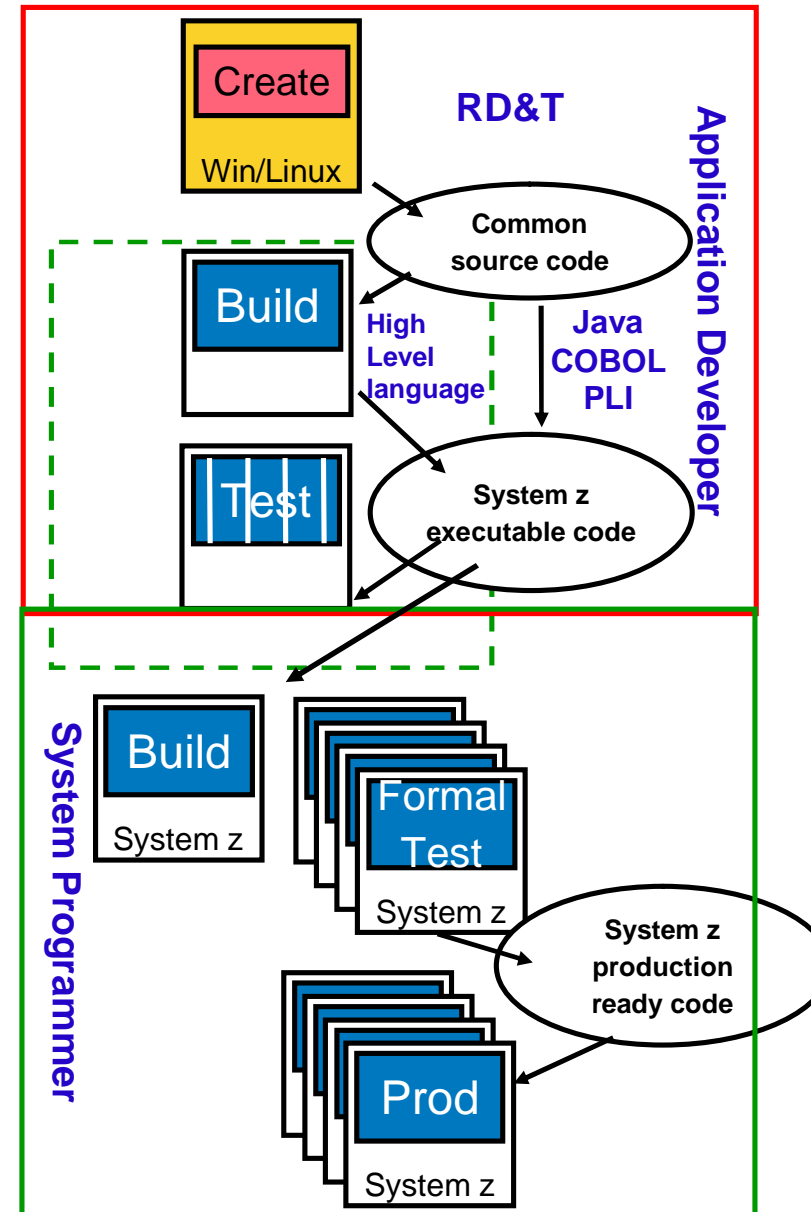 Create
Win/Linux
RD&T
Application Developer
Common
source code
Build
High
Level
language
Java
COBOL
PLI
Test
System z
executable code
System Programmer
Build
System z
Formal
Test
System z
System z
production
ready code
Prod
System z